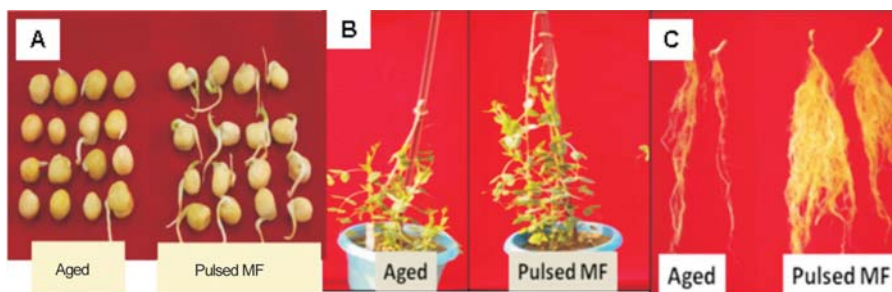 A
Aged
Pulsed MF
B
Aged
Pulsed MF
C
Aged
Pulsed MF